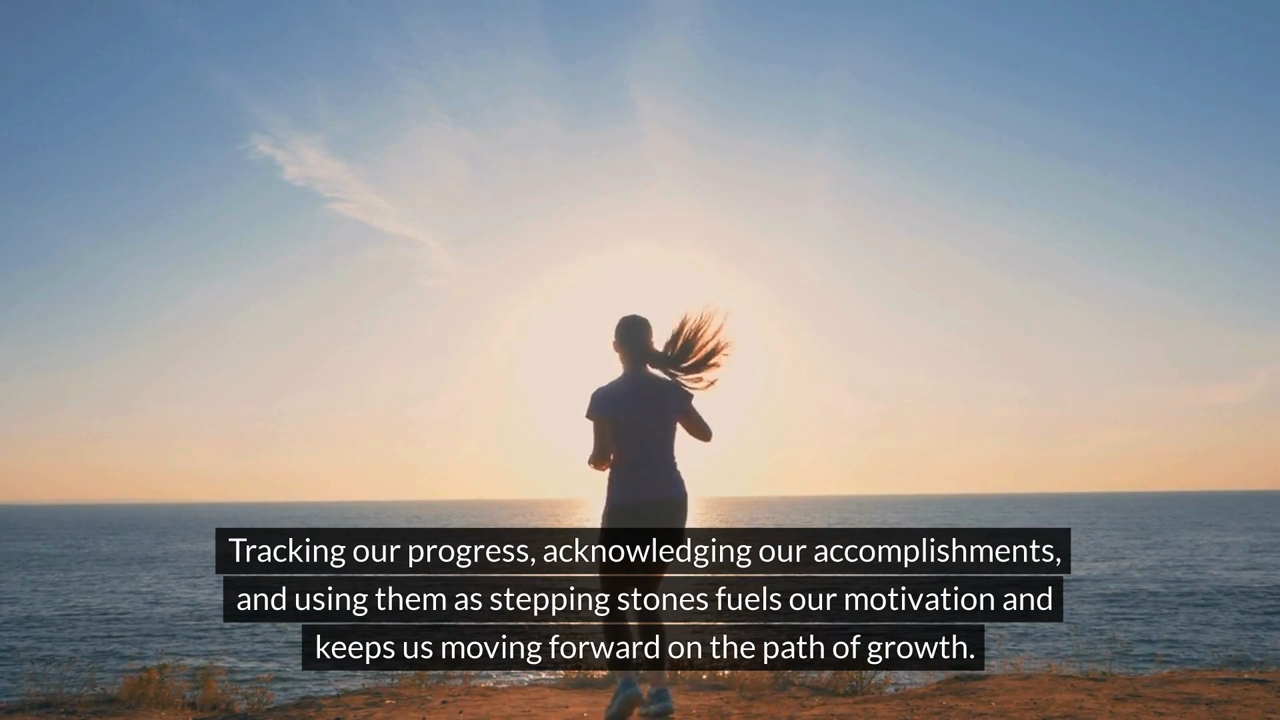 Tracking our progress, acknowledging our accomplishments,
and using them as stepping stones fuels our motivation and
keeps us moving forward on the path of growth.